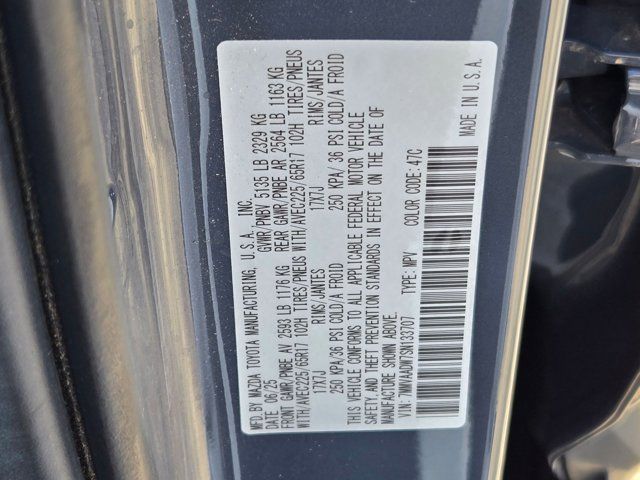 MFD.BY MAZDA TOYOTA MANUFACTURING, U.S.A., INC.
DATE 06/25 GVWR/PNBV 5135 LB 2329 KG
FRONT GAWR/PNBE AV 2593 LB 1176 KG REAR GAWR/PNBE AR 2564 LB 1163 KG
WITH/AVEC225/65R17 102H TIRES/PNEUS WITH/AVEC225/65R17 102H TIRES/PNEUS
17X7J RIMS/JANTES 17X7J RIMS/JANTES
250 KPA/36 PSI COLD/A FROID 250 KPA/36 PSI COLD/A FROID
THIS VEHICLE CONFORMS TO ALL APPLICABLE FEDERAL MOTOR VEHICLE
SAFETY, AND THEFT PREVENTION STANDARDS IN EFFECT ON THE DATE OF
MANUFACTURE SHOWN ABOVE.
VIN: 7MMVAADW7SN133707 TYPE: MPV COLOR CODE: 47C
MADE IN U.S.A.